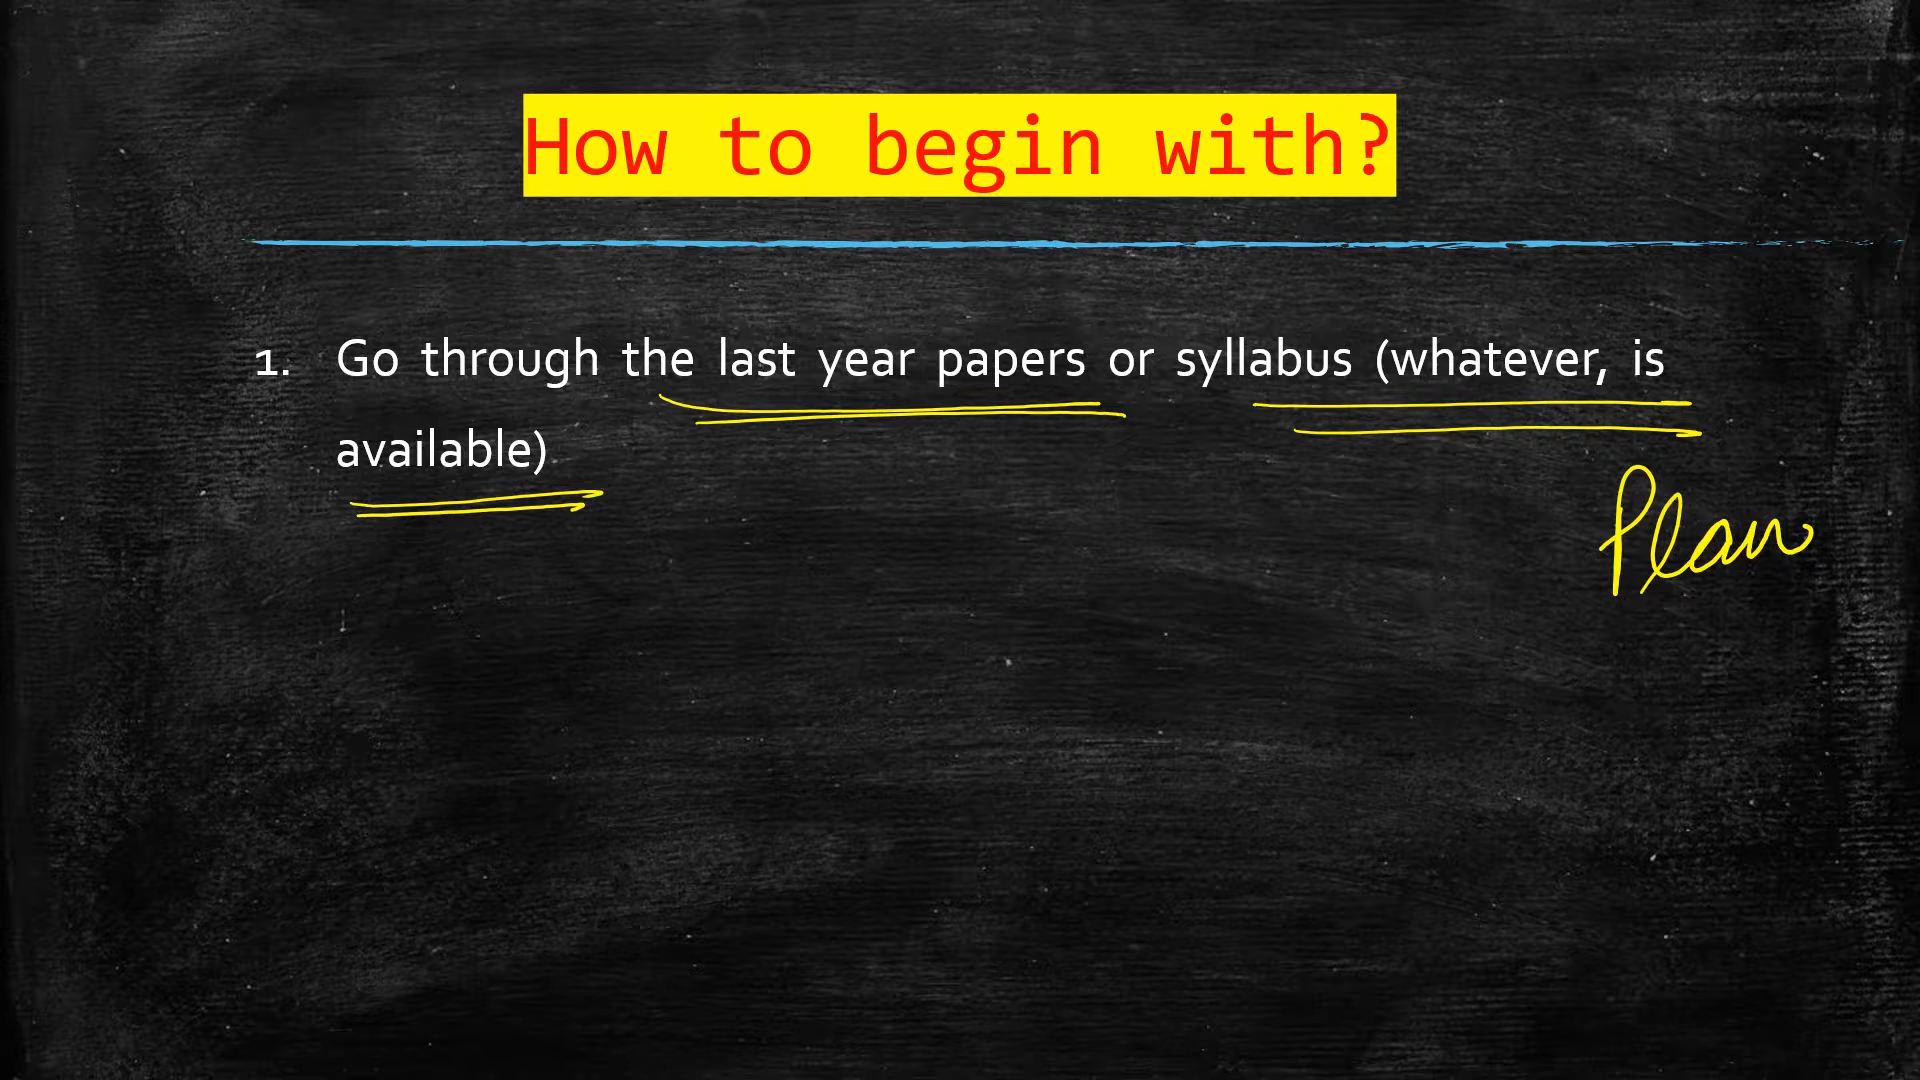 How to begin with?
1. Go through the last year papers or syllabus (whatever, is
available)
Plan